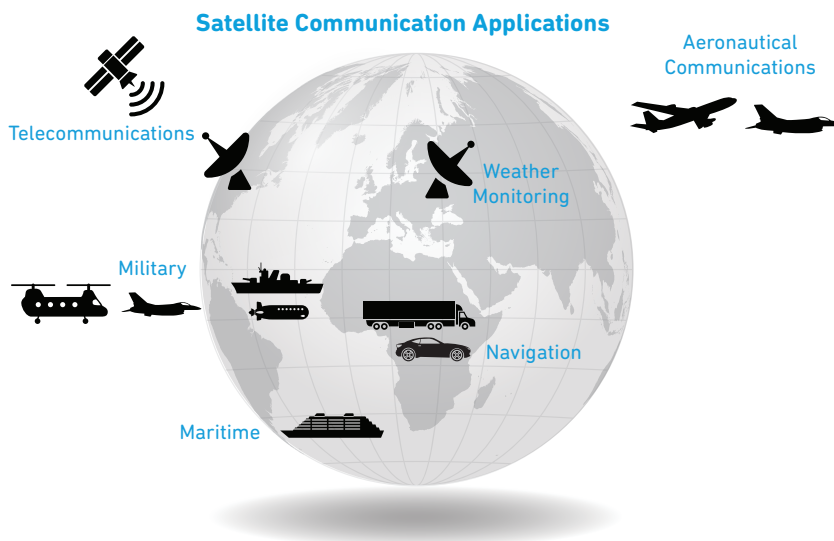 Satellite Communication Applications
Aeronautical
Communications
Telecommunications
Weather
Monitoring
Military
Navigation
Maritime